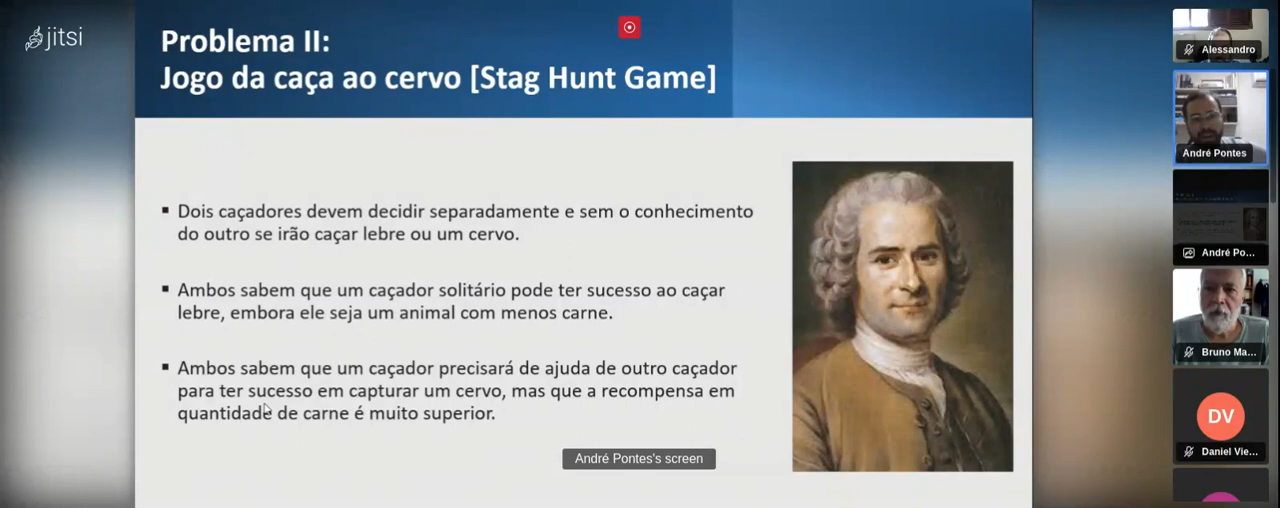 jitsi
Problema II:
Jogo da caça ao cervo [Stag Hunt Game]
▪ Dois caçadores devem decidir separadamente e sem o conhecimento
do outro se irão caçar lebre ou um cervo.
▪ Ambos sabem que um caçador solitário pode ter sucesso ao caçar
lebre, embora ele seja um animal com menos carne.
▪ Ambos sabem que um caçador precisará de ajuda de outro caçador
para ter sucesso em capturar um cervo, mas que a recompensa em
quantidade de carne é muito superior.
André Pontes's screen
Alessandro
André Pontes
André Po...
Bruno Ma...
DV
Daniel Vie...